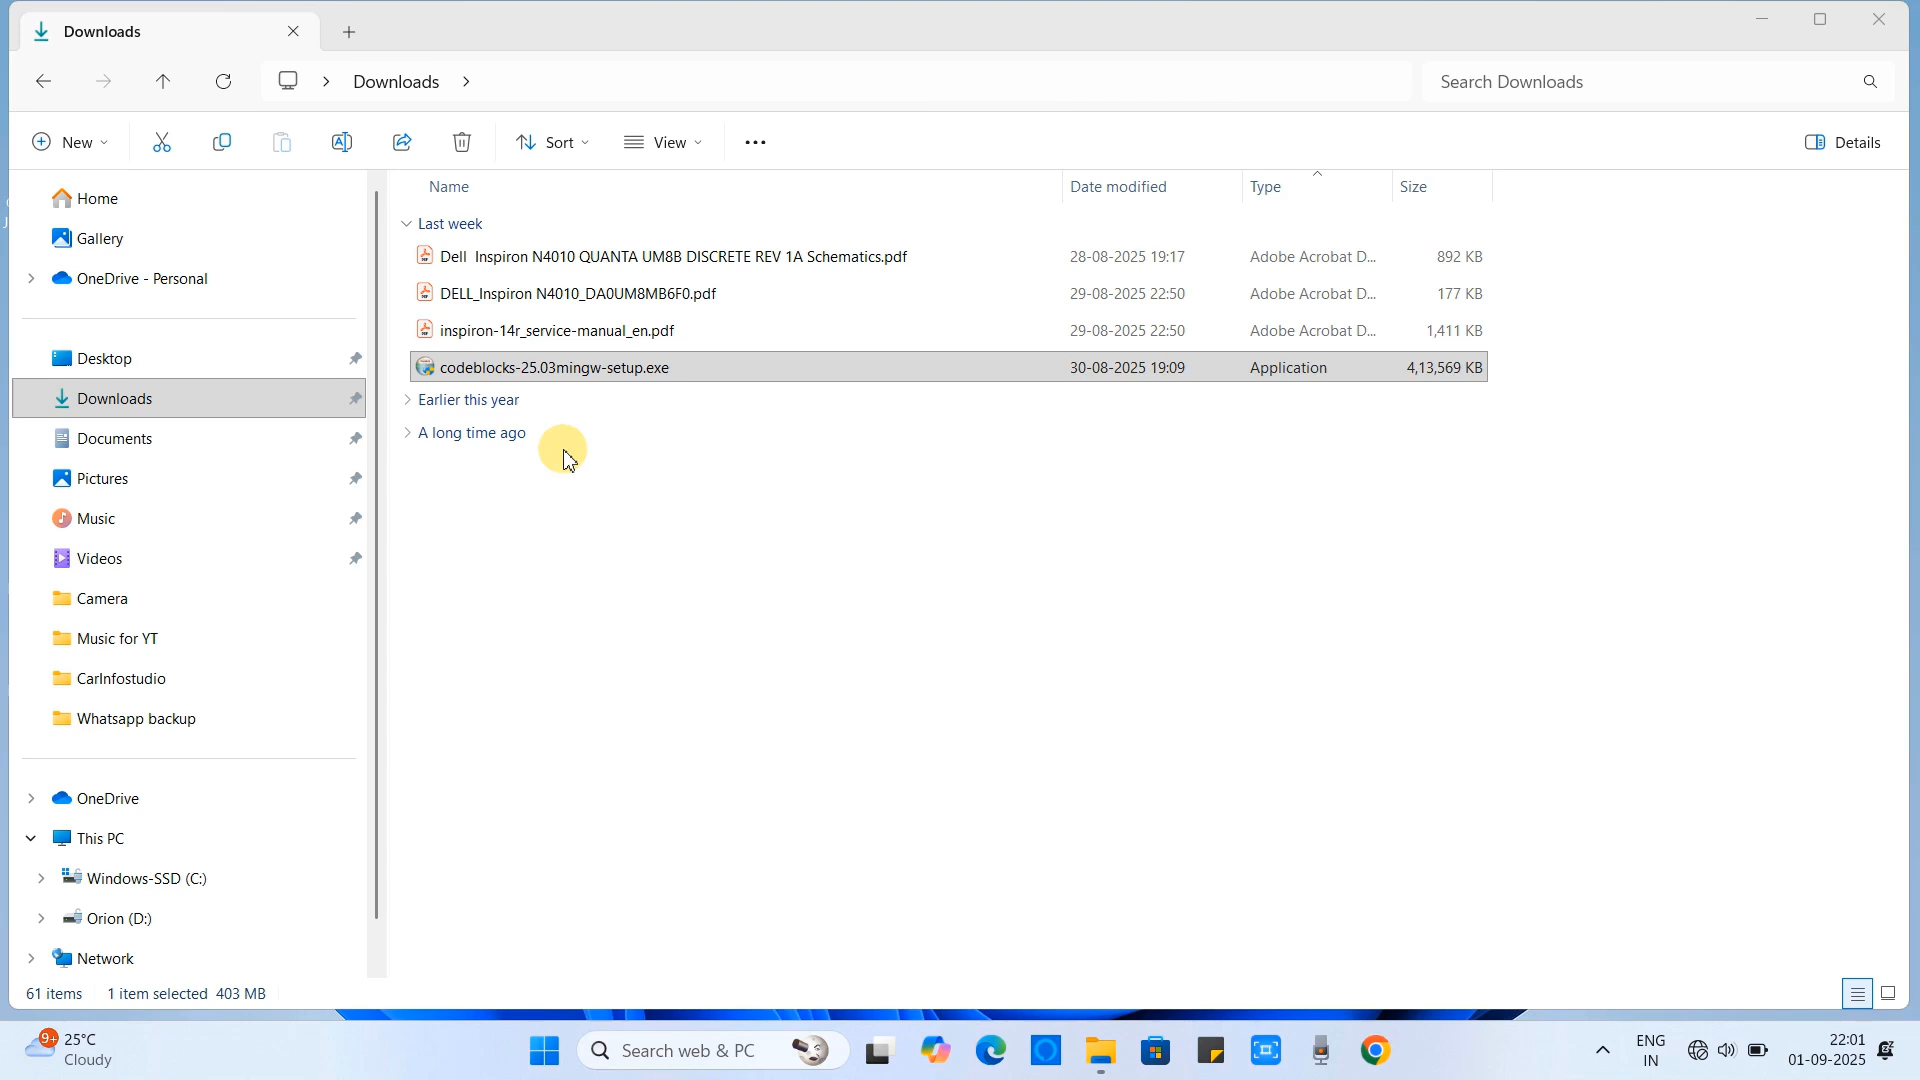 Downloads
Downloads
Search Downloads
New
Sort
View
Details
Name
Date modified
Type
Size
Home
Gallery
OneDrive - Personal
Desktop
Downloads
Documents
Pictures
Music
Videos
Camera
Music for YT
CarInfostudio
Whatsapp backup
OneDrive
This PC
Windows-SSD (C:)
Orion (D:)
Network
Last week
Dell Inspiron N4010 QUANTA UM8B DISCRETE REV 1A Schematics.pdf 28-08-2025 19:17 Adobe Acrobat D... 892 KB
DELL_Inspiron N4010_DA0UM8MB6F0.pdf 29-08-2025 22:50 Adobe Acrobat D... 177 KB
inspiron-14r_service-manual_en.pdf 29-08-2025 22:50 Adobe Acrobat D... 1,411 KB
codeblocks-25.03mingw-setup.exe 30-08-2025 19:09 Application 4,13,569 KB
Earlier this year
A long time ago
61 items 1 item selected 403 MB
9+
25°C
Cloudy
Search web & PC
ENG
IN
22:01
01-09-2025